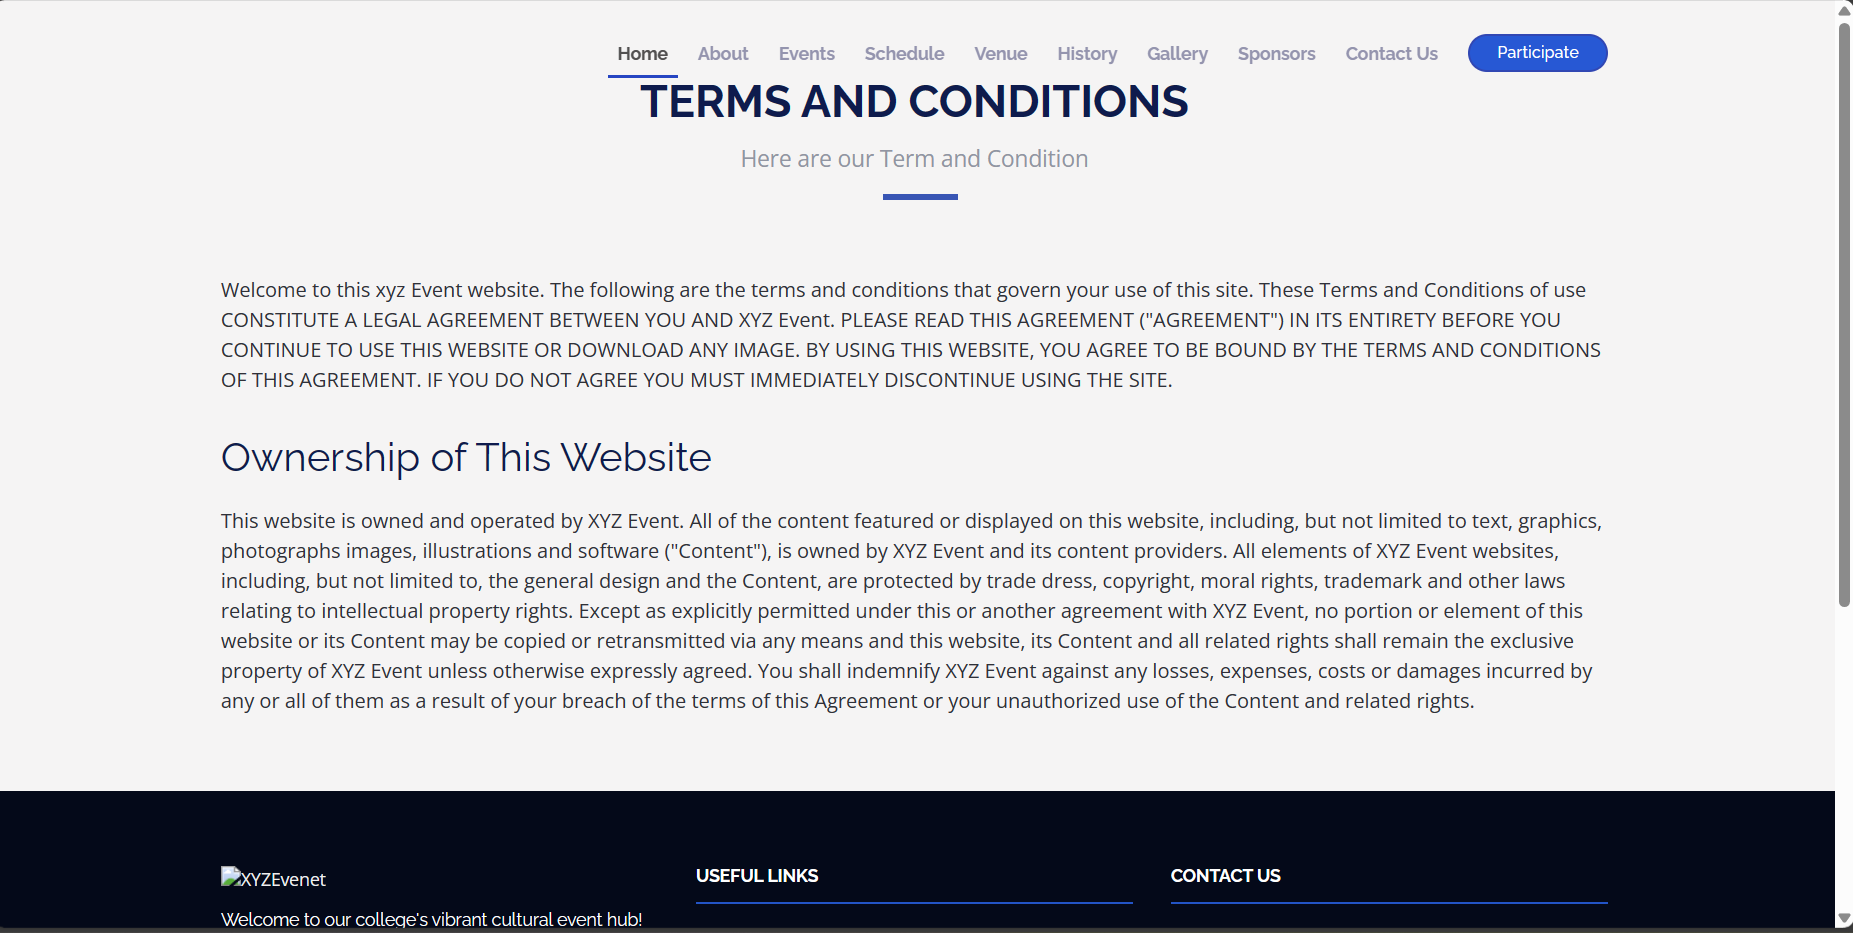 Home About Events Schedule Venue History Gallery Sponsors Contact Us Participate
TERMS AND CONDITIONS
Here are our Term and Condition
Welcome to this xyz Event website. The following are the terms and conditions that govern your use of this site. These Terms and Conditions of use
CONSTITUTE A LEGAL AGREEMENT BETWEEN YOU AND XYZ Event. PLEASE READ THIS AGREEMENT ("AGREEMENT") IN ITS ENTIRETY BEFORE YOU
CONTINUE TO USE THIS WEBSITE OR DOWNLOAD ANY IMAGE. BY USING THIS WEBSITE, YOU AGREE TO BE BOUND BY THE TERMS AND CONDITIONS
OF THIS AGREEMENT. IF YOU DO NOT AGREE YOU MUST IMMEDIATELY DISCONTINUE USING THE SITE.
Ownership of This Website
This website is owned and operated by XYZ Event. All of the content featured or displayed on this website, including, but not limited to text, graphics,
photographs images, illustrations and software ("Content"), is owned by XYZ Event and its content providers. All elements of XYZ Event websites,
including, but not limited to, the general design and the Content, are protected by trade dress, copyright, moral rights, trademark and other laws
relating to intellectual property rights. Except as explicitly permitted under this or another agreement with XYZ Event, no portion or element of this
website or its Content may be copied or retransmitted via any means and this website, its Content and all related rights shall remain the exclusive
property of XYZ Event unless otherwise expressly agreed. You shall indemnify XYZ Event against any losses, expenses, costs or damages incurred by
any or all of them as a result of your breach of the terms of this Agreement or your unauthorized use of the Content and related rights.
XYZEvenet
Welcome to our college's vibrant cultural event hub!
USEFUL LINKS
CONTACT US